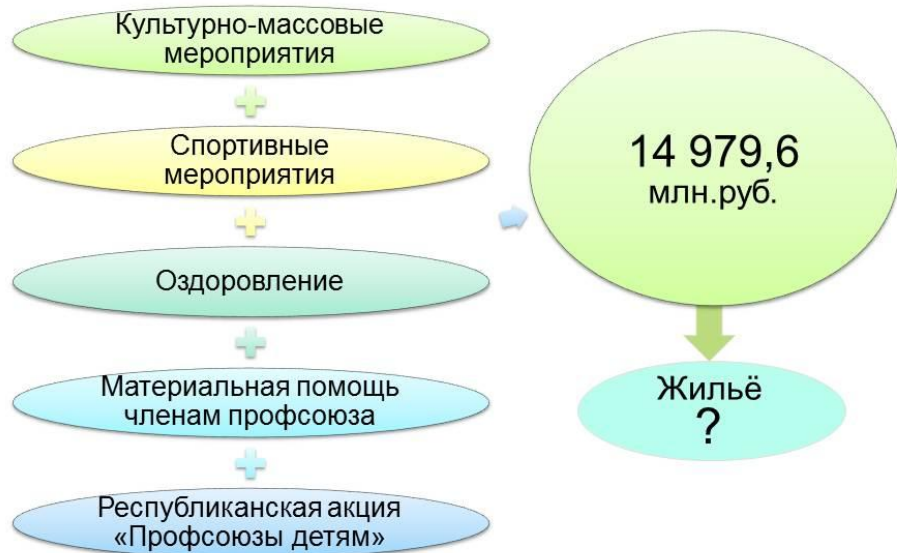 Культурно-массовые
мероприятия
Спортивные
мероприятия
Оздоровление
Материальная помощь
членам профсоюза
Республиканская акция
«Профсоюзы детям»
14 979,6
млн.руб.
Жильё
?